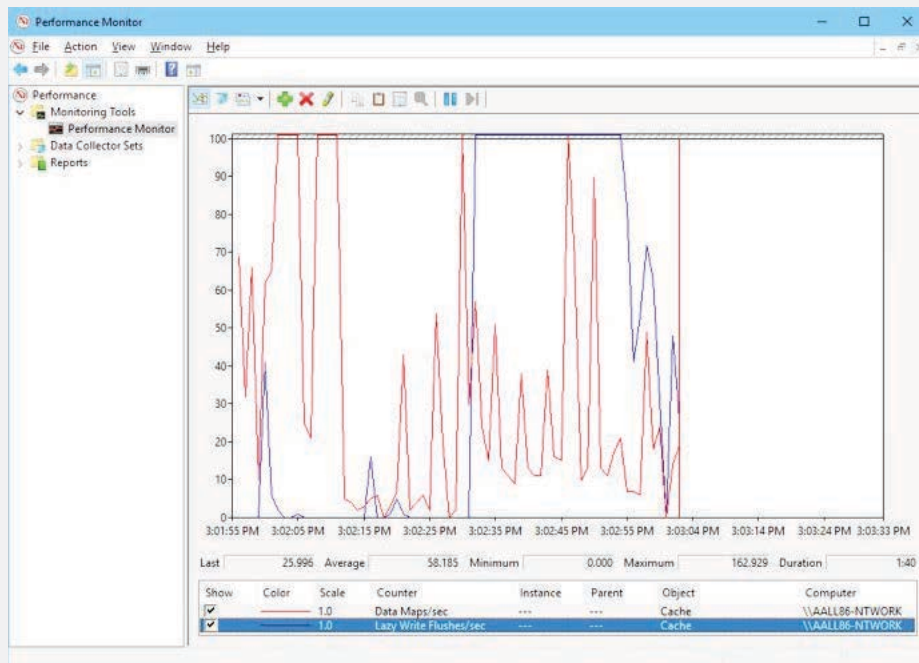 Performance Monitor
File Action View Window Help
Performance
Monitoring Tools
Performance Monitor
Data Collector Sets
Reports
100
90
80
70
60
50
40
30
20
10
0
3:01:55 PM 3:02:05 PM 3:02:15 PM 3:02:25 PM 3:02:35 PM 3:02:45 PM 3:02:55 PM 3:03:04 PM 3:03:14 PM 3:03:24 PM 3:03:33 PM
Last 25.996 Average 58.185 Minimum 0.000 Maximum 162.929 Duration 1:40
Show Color Scale Counter Instance Parent Object Computer
1.0 Data Maps/sec --- --- Cache \\AALL86-NTWORK
1.0 Lazy Write Flushes/sec --- --- Cache \\AALL86-NTWORK